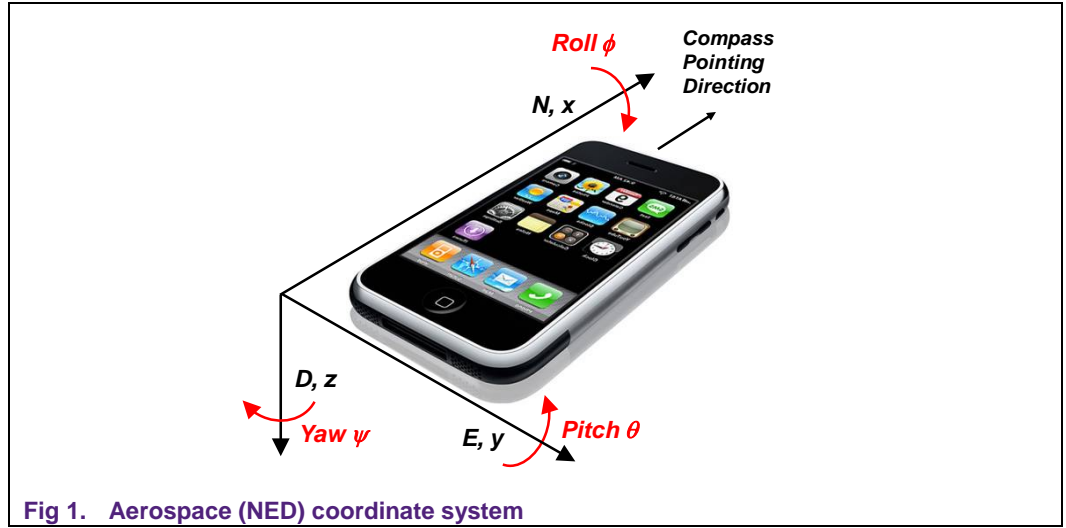 Roll ϕ
Compass
Pointing
Direction
N, x
D, z
Yaw ψ
E, y
Pitch θ
Fig 1. Aerospace (NED) coordinate system